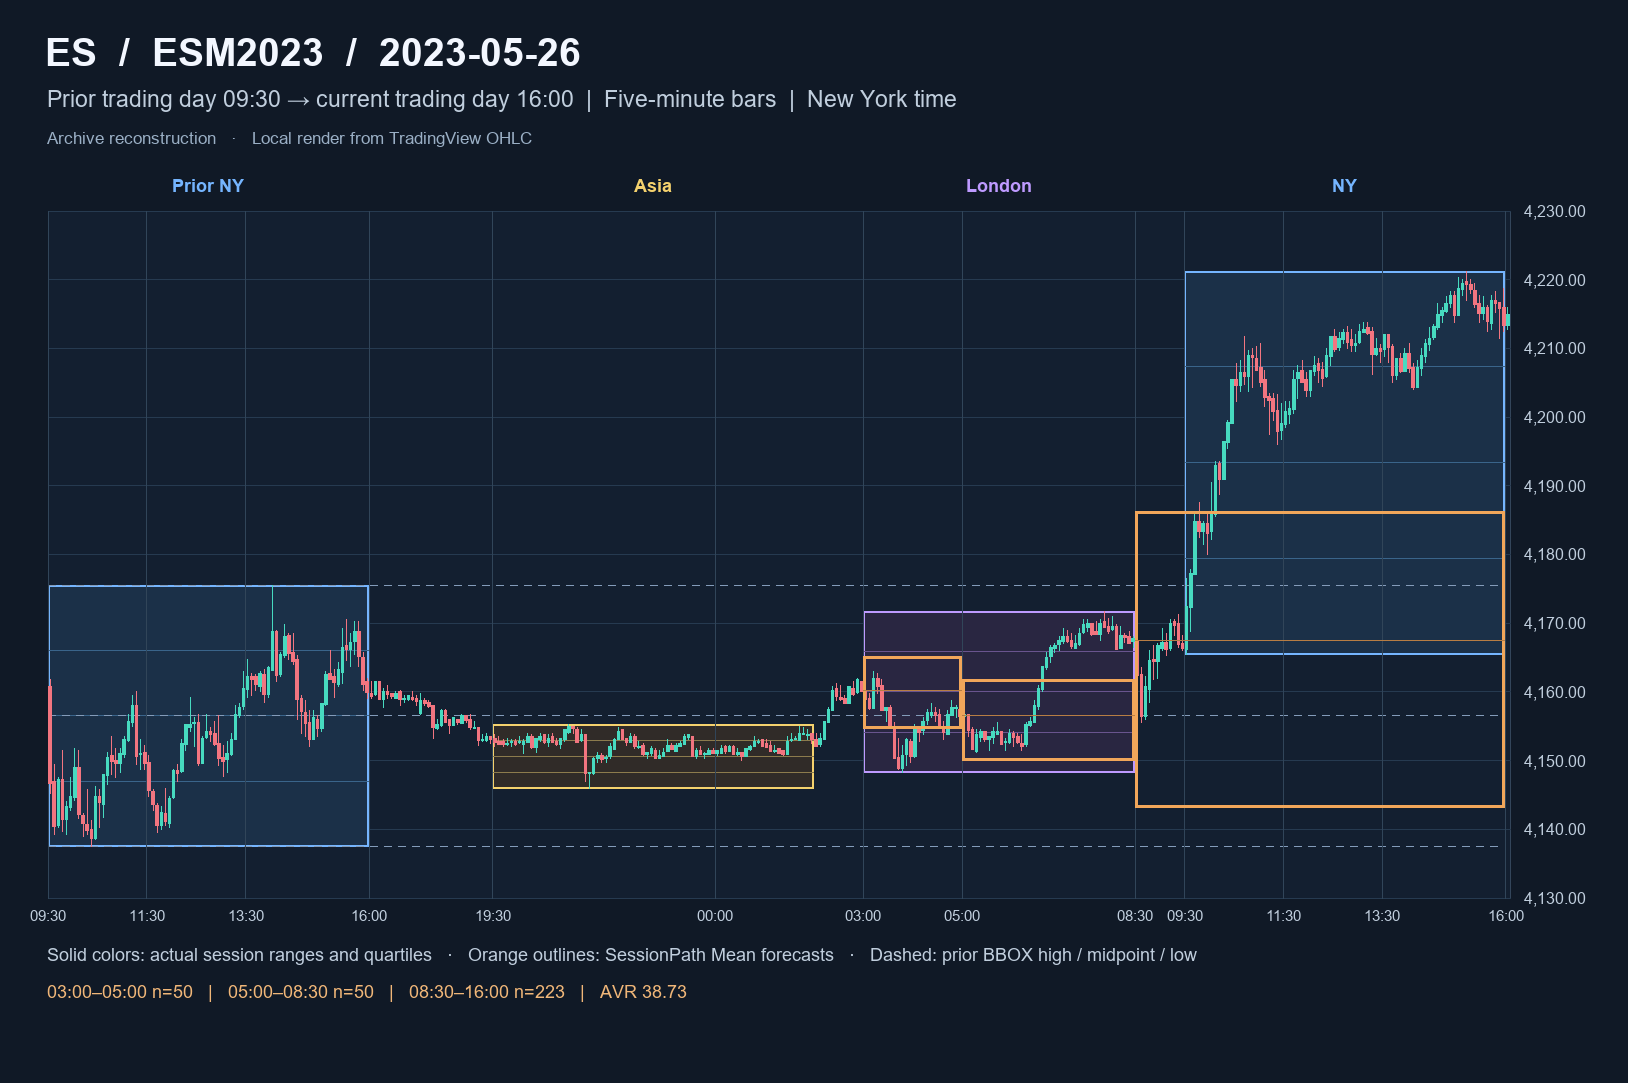 ES / ESM2023 / 2023-05-26
Prior trading day 09:30 → current trading day 16:00 | Five-minute bars | New York time
Archive reconstruction · Local render from TradingView OHLC
Prior NY Asia London NY
4,230.00
4,220.00
4,210.00
4,200.00
4,190.00
4,180.00
4,170.00
4,160.00
4,150.00
4,140.00
4,130.00
09:30 11:30 13:30 16:00 19:30 00:00 03:00 05:00 08:30 09:30 11:30 13:30 16:00
Solid colors: actual session ranges and quartiles · Orange outlines: SessionPath Mean forecasts · Dashed: prior BBOX high / midpoint / low
03:00–05:00 n=50 | 05:00–08:30 n=50 | 08:30–16:00 n=223 | AVR 38.73